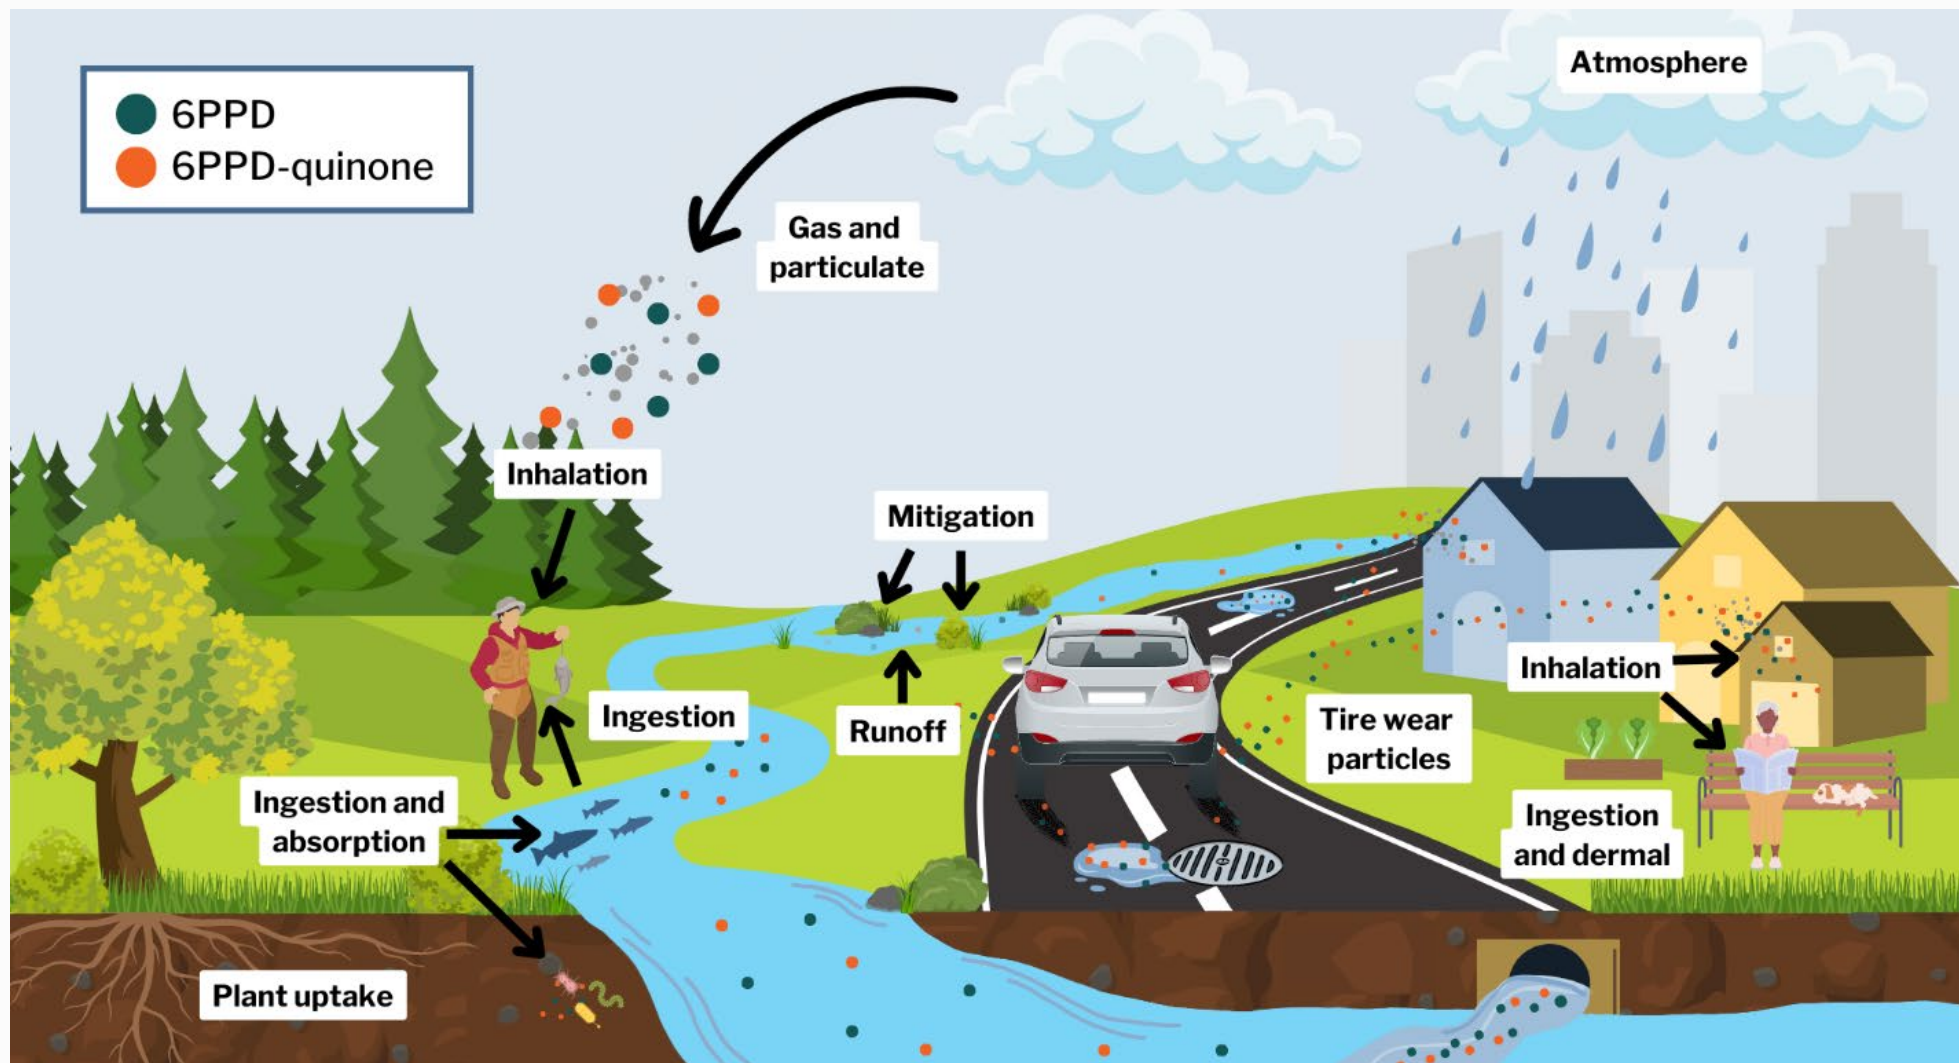 6PPD
6PPD-quinone
Atmosphere
Gas and
particulate
Inhalation
Mitigation
Inhalation
Ingestion
Runoff
Tire wear
particles
Ingestion and
absorption
Ingestion
and dermal
Plant uptake